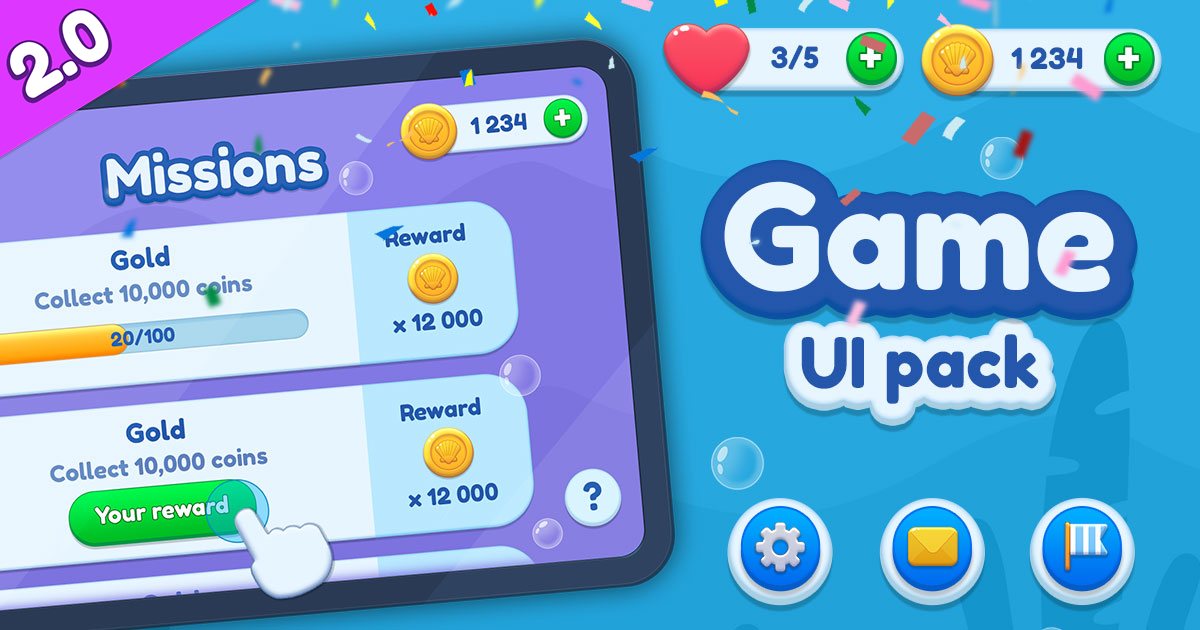 2.0
Missions
1 234
Gold
Collect 10,000 coins
20/100
Reward
x 12 000
Gold
Collect 10,000 coins
Your reward
Reward
x 12 000
?
3/5
1 234
Game
UI pack